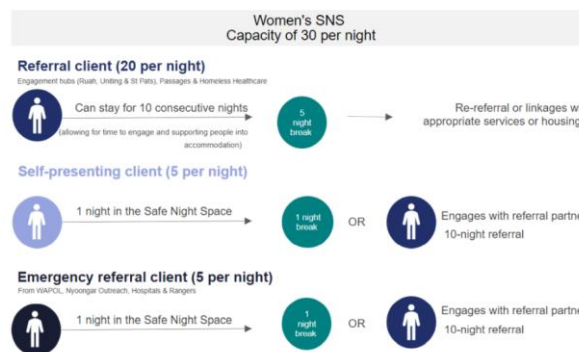 Women's SNS
Capacity of 30 per night
Referral client (20 per night)
Engagement hubs (Ruah, Uniting & St Pats), Passages & Homeless Healthcare
Can stay for 10 consecutive nights
(allowing for time to engage and supporting people into
accommodation)
5
night
break
Re-referral or linkages w
appropriate services or housing
Self-presenting client (5 per night)
1 night in the Safe Night Space
1 night
break
OR
Engages with referral partne
10-night referral
Emergency referral client (5 per night)
From WAPOL, Nyoongar Outreach, Hospitals & Rangers
1 night in the Safe Night Space
1
night
break
OR
Engages with referral partne
10-night referral